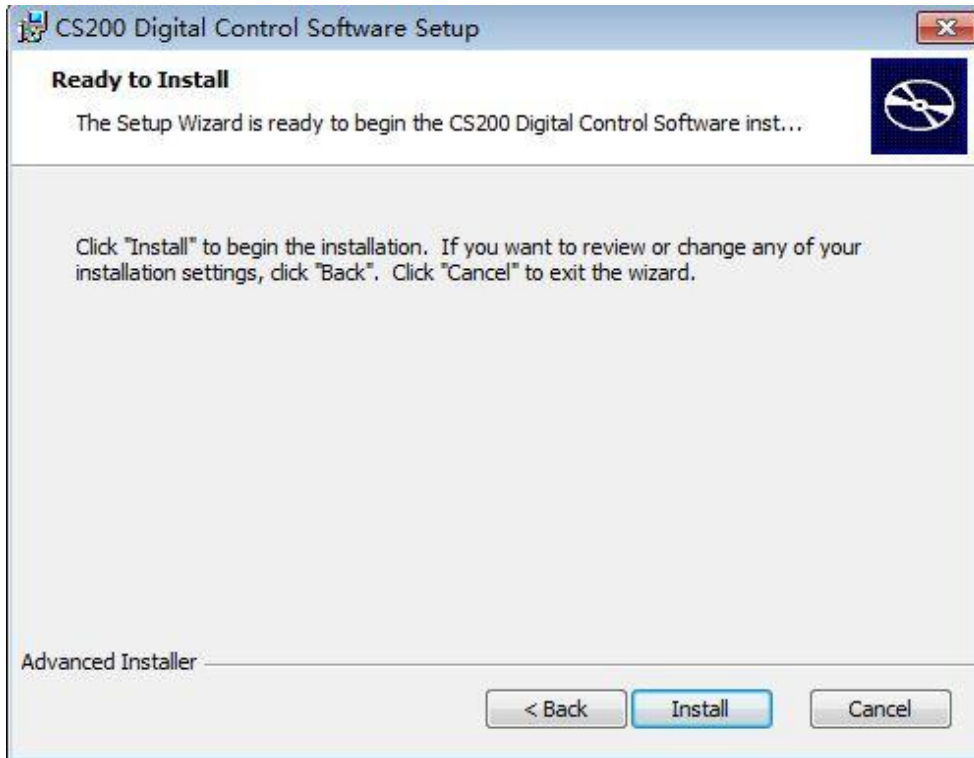 CS200 Digital Control Software Setup
Ready to Install
The Setup Wizard is ready to begin the CS200 Digital Control Software inst...
Click "Install" to begin the installation.  If you want to review or change any of your
installation settings, click "Back".  Click "Cancel" to exit the wizard.
Advanced Installer
< Back
Install
Cancel